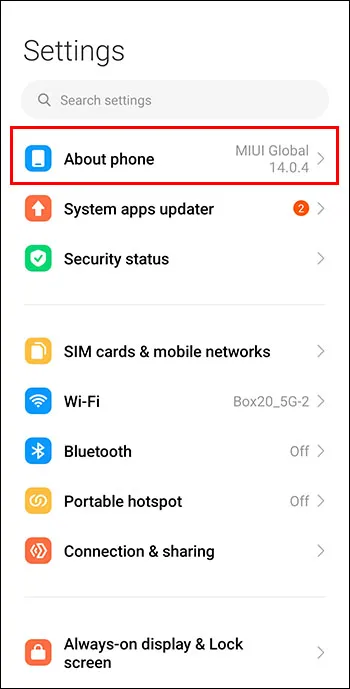 Settings
Search settings
About phone
MIUI Global
14.0.4
System apps updater
2
Security status
SIM cards & mobile networks
Wi-Fi
Box20_5G-2
Bluetooth
Off
Portable hotspot
Off
Connection & sharing
Always-on display & Lock
screen